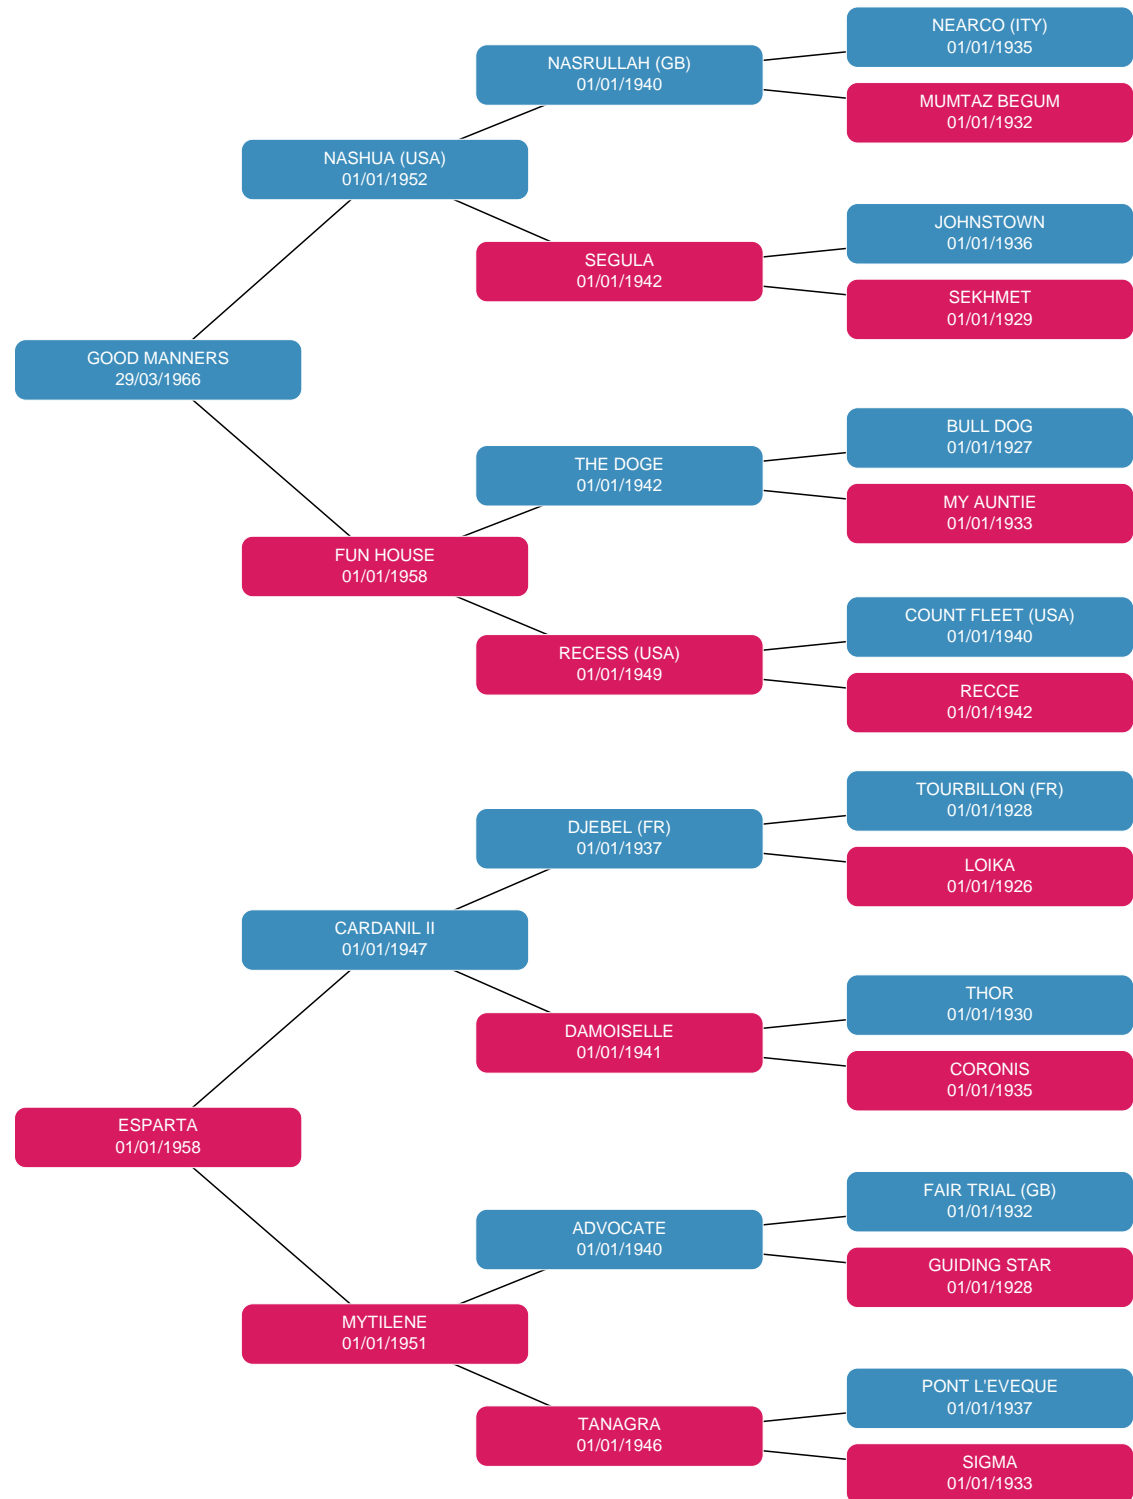 NEARCO (ITY)
01/01/1935
NASRULLAH (GB)
01/01/1940
MUMTAZ BEGUM
01/01/1932
NASHUA (USA)
01/01/1952
JOHNSTOWN
01/01/1936
SEGULA
01/01/1942
SEKHMET
01/01/1929
GOOD MANNERS
29/03/1966
BULL DOG
01/01/1927
THE DOGE
01/01/1942
MY AUNTIE
01/01/1933
FUN HOUSE
01/01/1958
COUNT FLEET (USA)
01/01/1940
RECESS (USA)
01/01/1949
RECCE
01/01/1942
TOURBILLON (FR)
01/01/1928
DJEBEL (FR)
01/01/1937
LOIKA
01/01/1926
CARDANIL II
01/01/1947
THOR
01/01/1930
DAMOISELLE
01/01/1941
CORONIS
01/01/1935
ESPARTA
01/01/1958
FAIR TRIAL (GB)
01/01/1932
ADVOCATE
01/01/1940
GUIDING STAR
01/01/1928
MYTILENE
01/01/1951
PONT L'EVEQUE
01/01/1937
TANAGRA
01/01/1946
SIGMA
01/01/1933